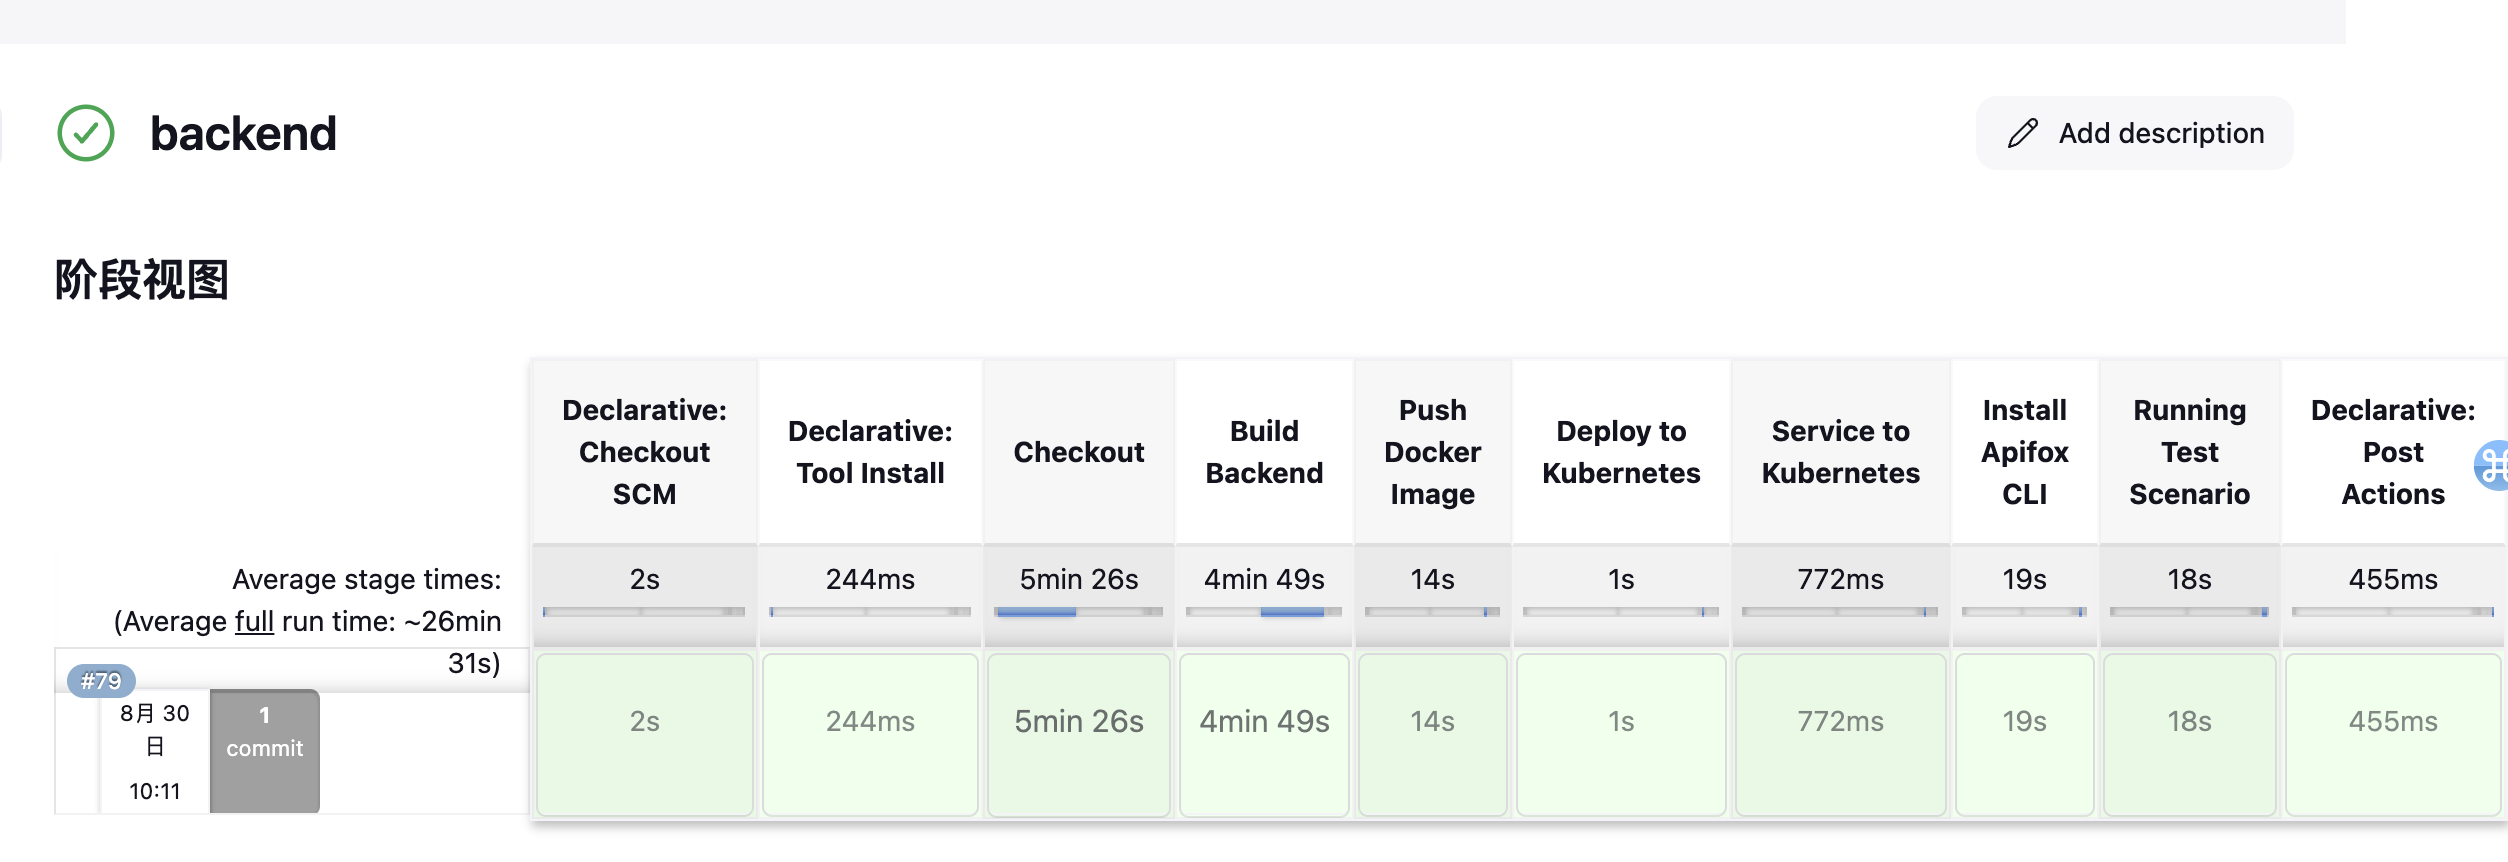 backend
Add description
阶段视图
Declarative:
Checkout
SCM
Declarative:
Tool Install
Checkout
Build
Backend
Push
Docker
Image
Deploy to
Kubernetes
Service to
Kubernetes
Install
Apifox
CLI
Running
Test
Scenario
Declarative:
Post
Actions
Average stage times:
(Average full run time: ~26min
31s)
2s
244ms
5min 26s
4min 49s
14s
1s
772ms
19s
18s
455ms
#79
8月 30
日
10:11
1
commit
2s
244ms
5min 26s
4min 49s
14s
1s
772ms
19s
18s
455ms